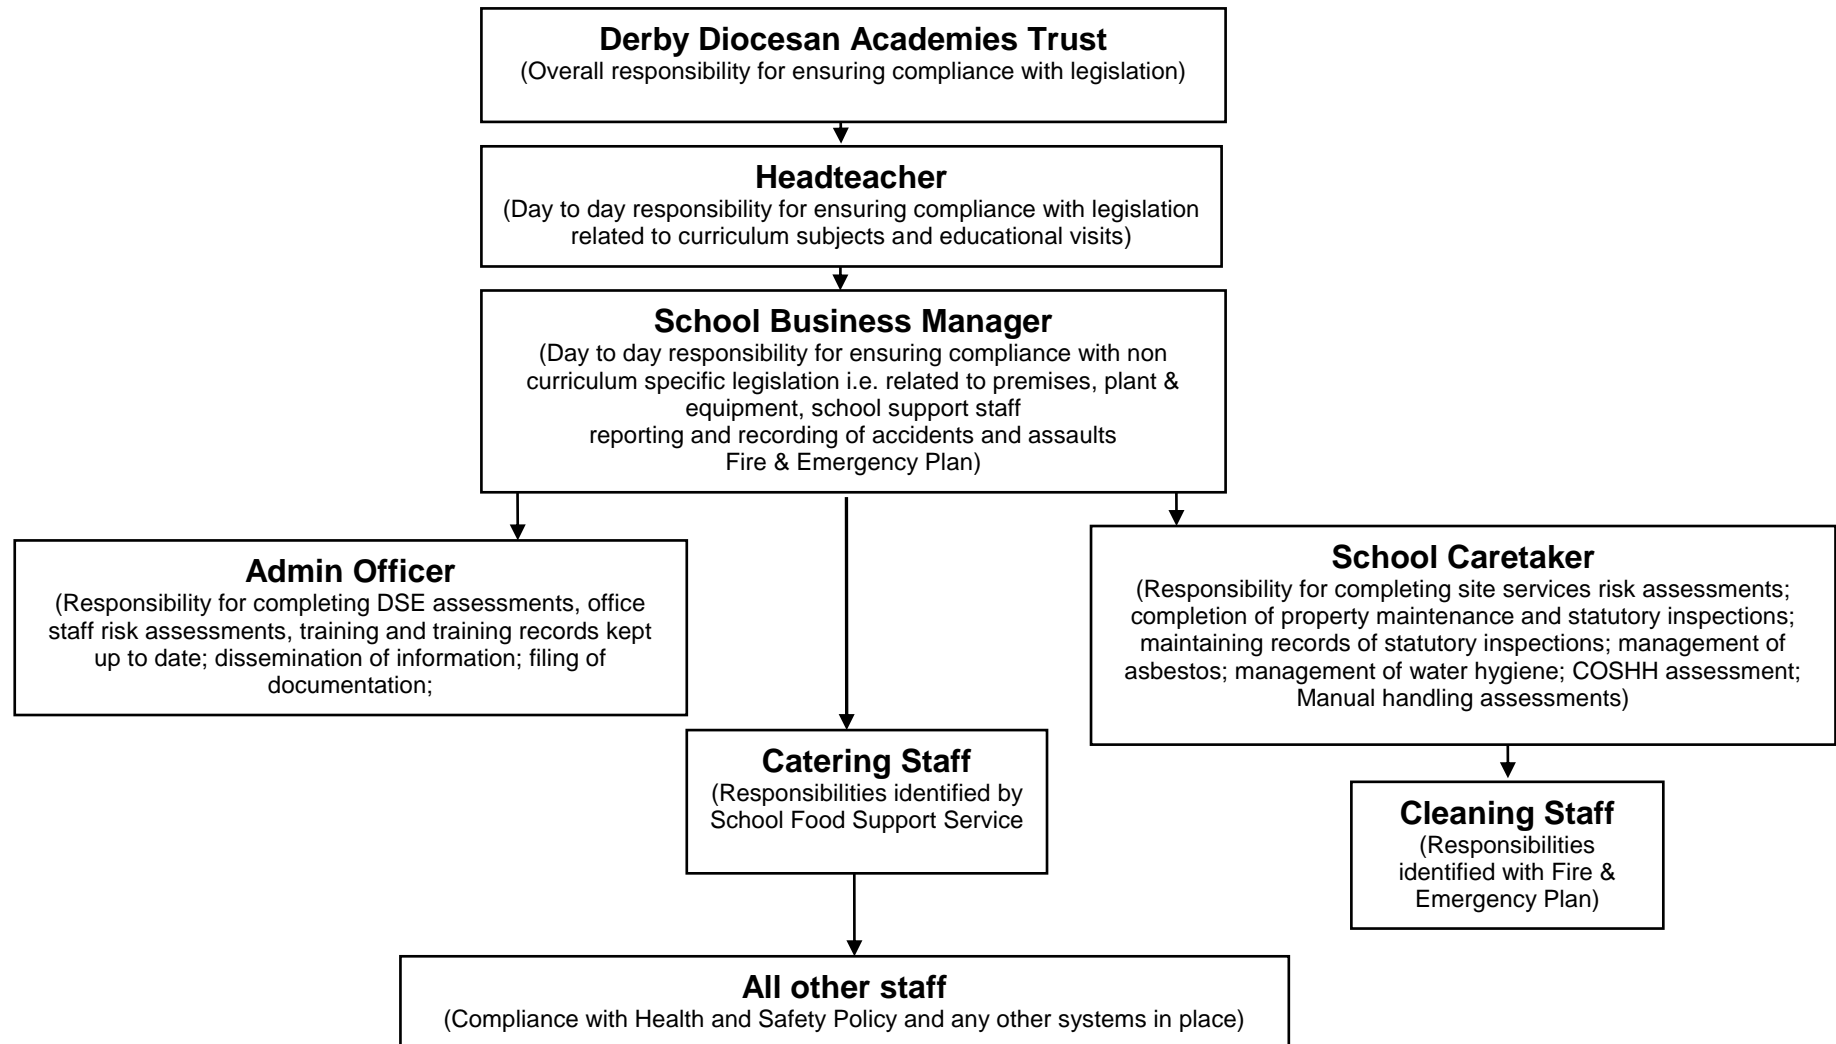 Derby Diocesan Academies Trust
(Overall responsibility for ensuring compliance with legislation)
Headteacher
(Day to day responsibility for ensuring compliance with legislation
related to curriculum subjects and educational visits)
School Business Manager
(Day to day responsibility for ensuring compliance with non
curriculum specific legislation i.e. related to premises, plant &
equipment, school support staff
reporting and recording of accidents and assaults
Fire & Emergency Plan)
Admin Officer
(Responsibility for completing DSE assessments, office
staff risk assessments, training and training records kept
up to date; dissemination of information; filing of
documentation;
School Caretaker
(Responsibility for completing site services risk assessments;
completion of property maintenance and statutory inspections;
maintaining records of statutory inspections; management of
asbestos; management of water hygiene; COSHH assessment;
Manual handling assessments)
Catering Staff
(Responsibilities identified by
School Food Support Service
Cleaning Staff
(Responsibilities
identified with Fire &
Emergency Plan)
All other staff
(Compliance with Health and Safety Policy and any other systems in place)